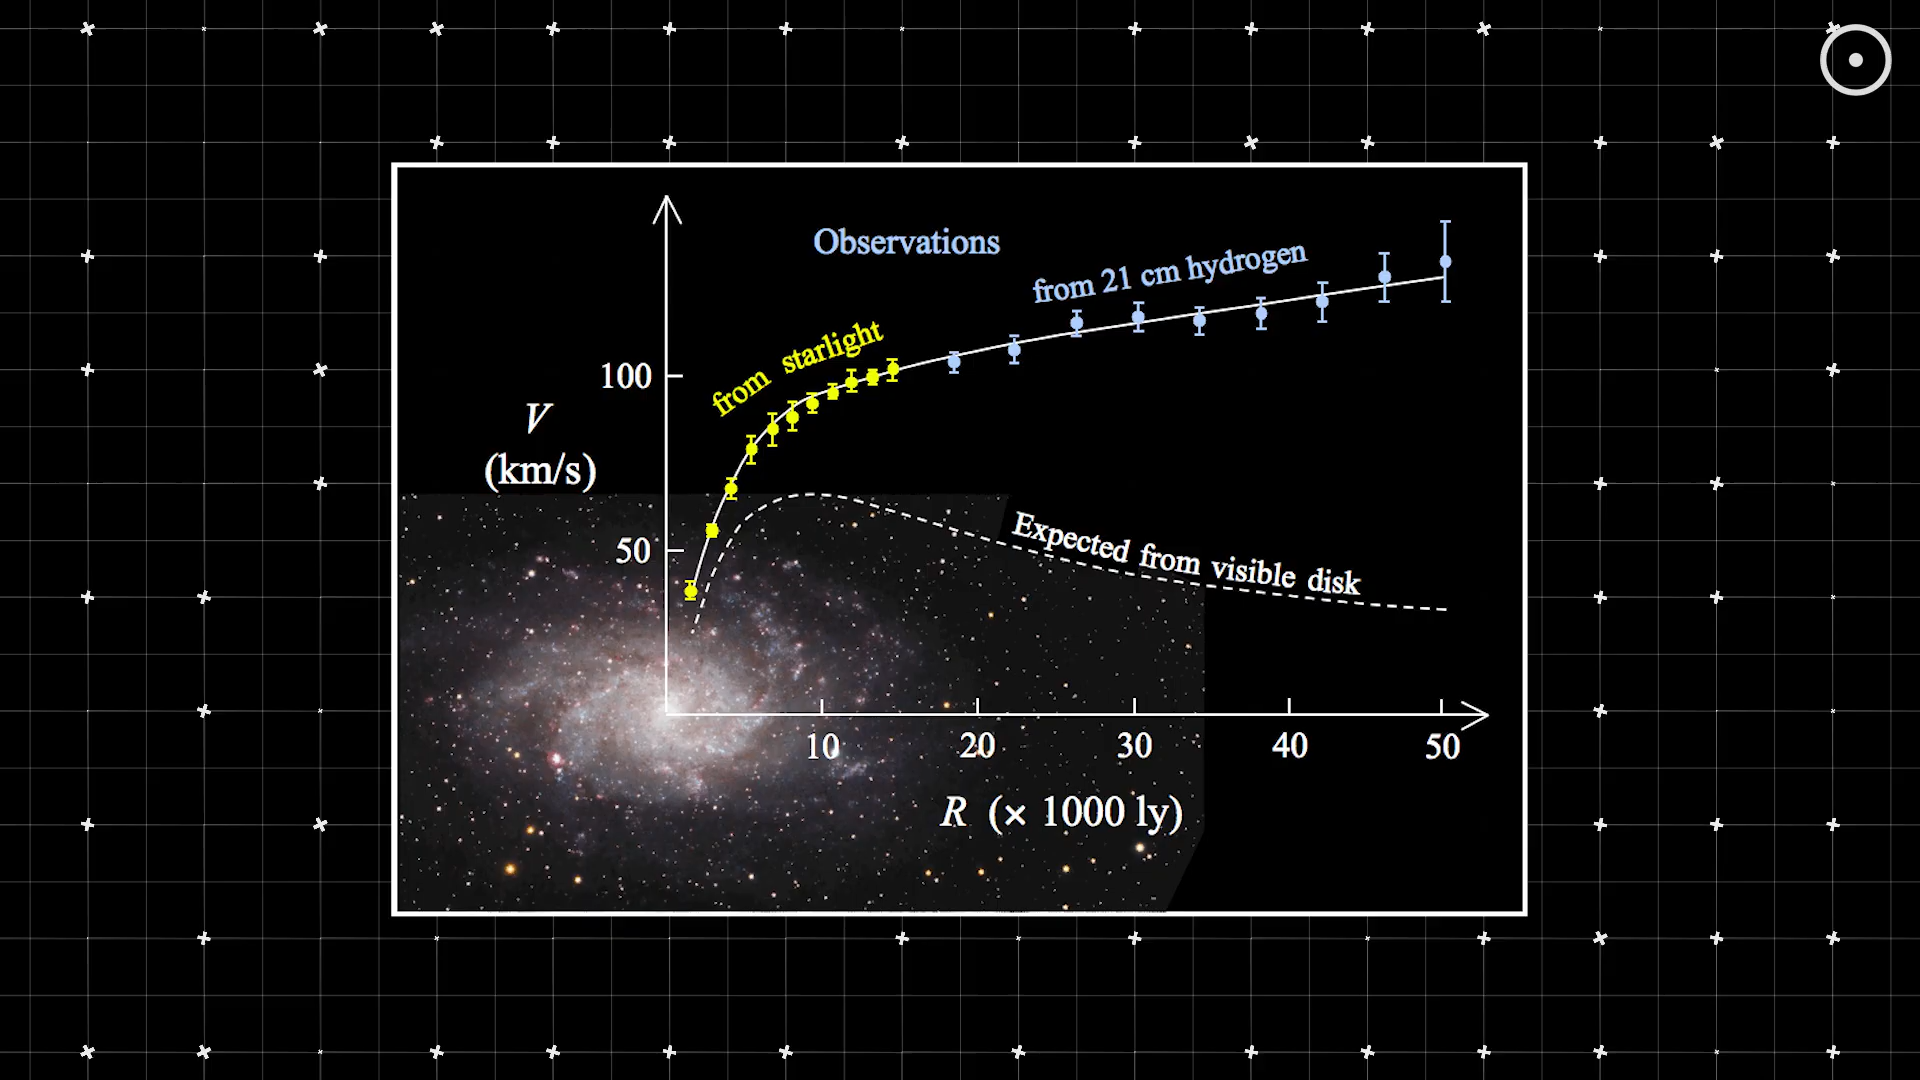 Observations
from 21 cm hydrogen
from starlight
100
V
(km/s)
50
Expected from visible disk
10 20 30 40 50
R (× 1000 ly)